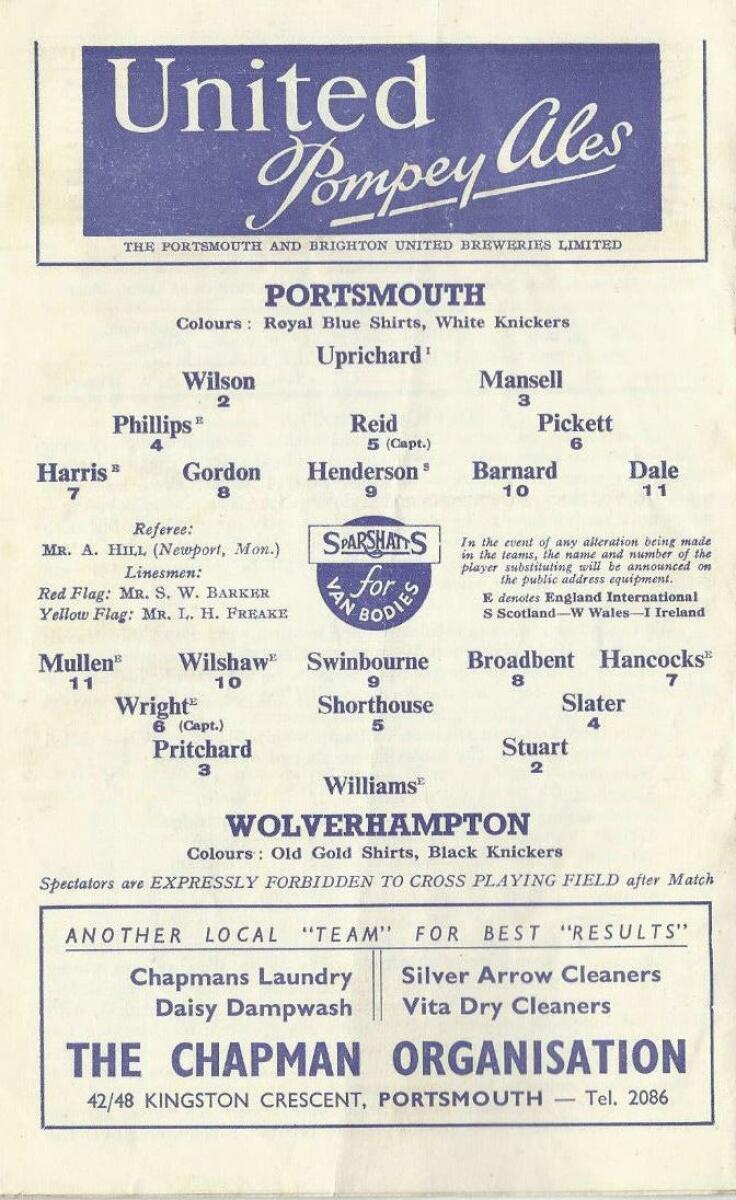 United
Pompey Ales
THE PORTSMOUTH AND BRIGHTON UNITED BREWERIES LIMITED
PORTSMOUTH
Colours : Royal Blue Shirts, White Knickers
Uprichard I
Wilson Mansell
2 3
Phillips E Reid Pickett
4 5 (Capt.) 6
Harris E Gordon Henderson S Barnard Dale
7 8 9 10 11
Referee:
MR. A. HILL (Newport, Mon.)
Linesmen:
Red Flag: MR. S. W. BARKER
Yellow Flag: MR. L. H. FREAKE
SPARSHATTS
for
VAN BODIES
In the event of any alteration being made
in the teams, the name and number of the
player substituting will be announced on
the public address equipment.
E denotes England International
S Scotland—W Wales—I Ireland
Mullen E Wilshaw E Swinbourne Broadbent Hancocks E
11 10 9 8 7
Wright E Shorthouse Slater
6 (Capt.) 5 4
Pritchard Stuart
3 2
Williams E
WOLVERHAMPTON
Colours : Old Gold Shirts, Black Knickers
Spectators are EXPRESSLY FORBIDDEN TO CROSS PLAYING FIELD after Match
ANOTHER LOCAL "TEAM" FOR BEST "RESULTS"
Chapmans Laundry Silver Arrow Cleaners
Daisy Dampwash Vita Dry Cleaners
THE CHAPMAN ORGANISATION
42/48 KINGSTON CRESCENT, PORTSMOUTH — Tel. 2086